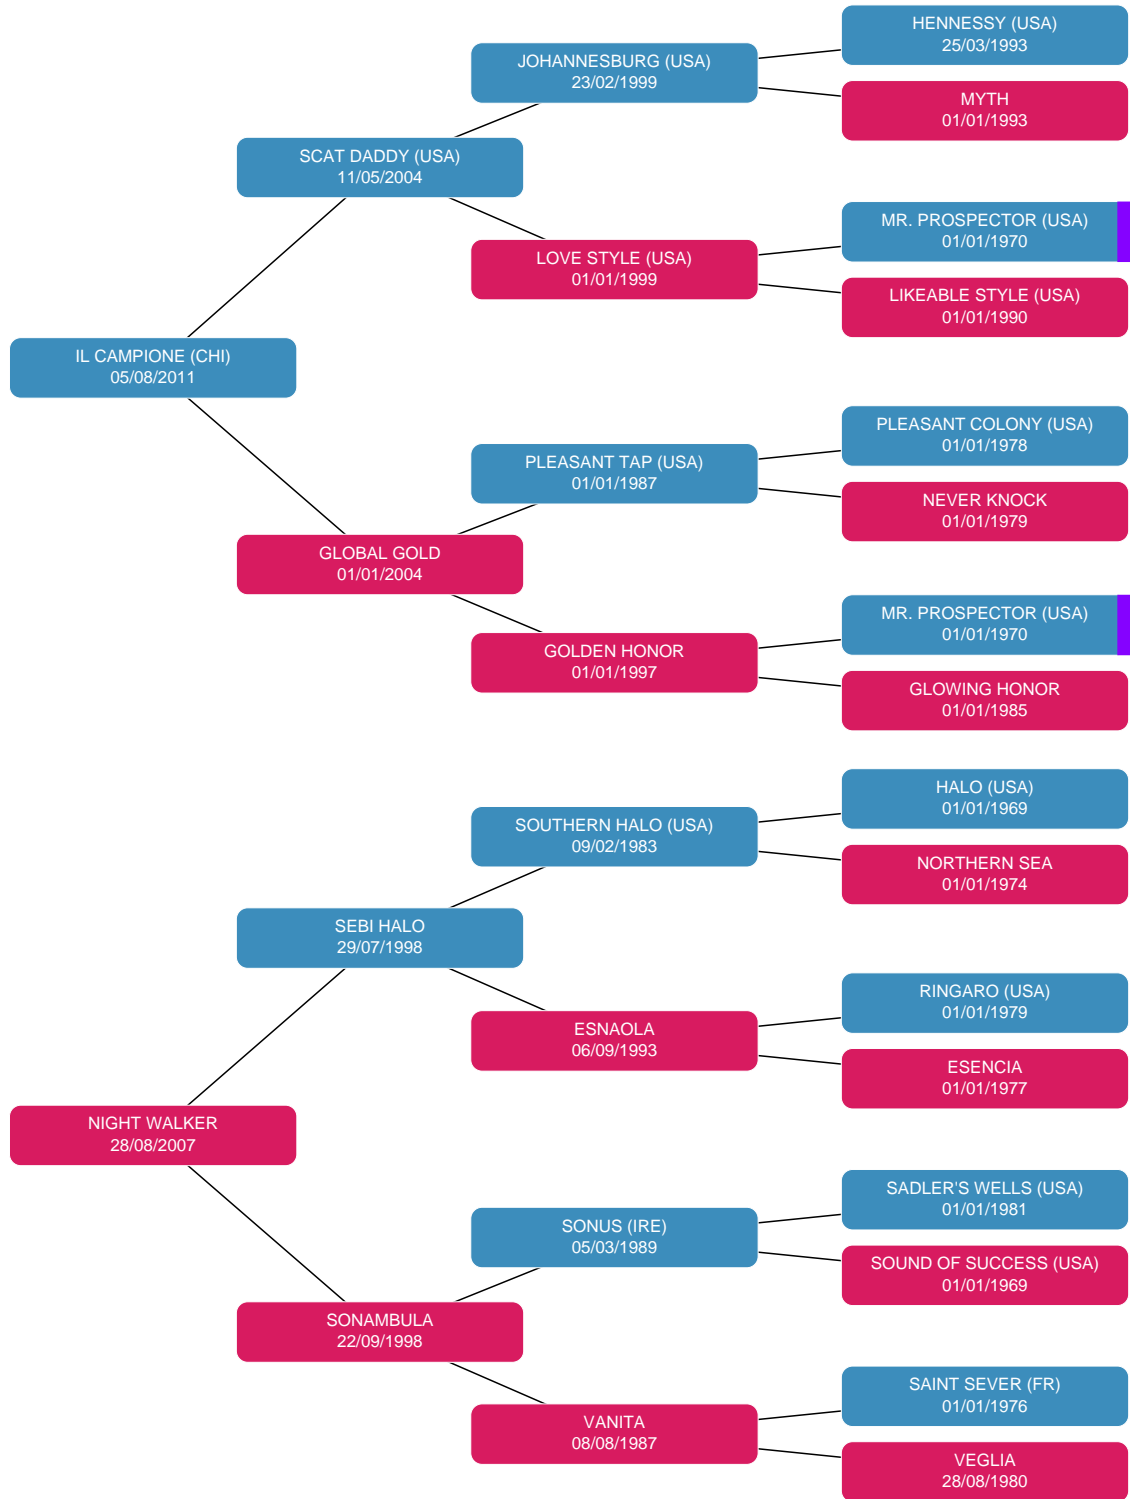 HENNESSY (USA)
25/03/1993
JOHANNESBURG (USA)
23/02/1999
MYTH
01/01/1993
SCAT DADDY (USA)
11/05/2004
MR. PROSPECTOR (USA)
01/01/1970
LOVE STYLE (USA)
01/01/1999
LIKEABLE STYLE (USA)
01/01/1990
IL CAMPIONE (CHI)
05/08/2011
PLEASANT COLONY (USA)
01/01/1978
PLEASANT TAP (USA)
01/01/1987
NEVER KNOCK
01/01/1979
GLOBAL GOLD
01/01/2004
MR. PROSPECTOR (USA)
01/01/1970
GOLDEN HONOR
01/01/1997
GLOWING HONOR
01/01/1985
HALO (USA)
01/01/1969
SOUTHERN HALO (USA)
09/02/1983
NORTHERN SEA
01/01/1974
SEBI HALO
29/07/1998
RINGARO (USA)
01/01/1979
ESNAOLA
06/09/1993
ESENCIA
01/01/1977
NIGHT WALKER
28/08/2007
SADLER'S WELLS (USA)
01/01/1981
SONUS (IRE)
05/03/1989
SOUND OF SUCCESS (USA)
01/01/1969
SONAMBULA
22/09/1998
SAINT SEVER (FR)
01/01/1976
VANITA
08/08/1987
VEGLIA
28/08/1980